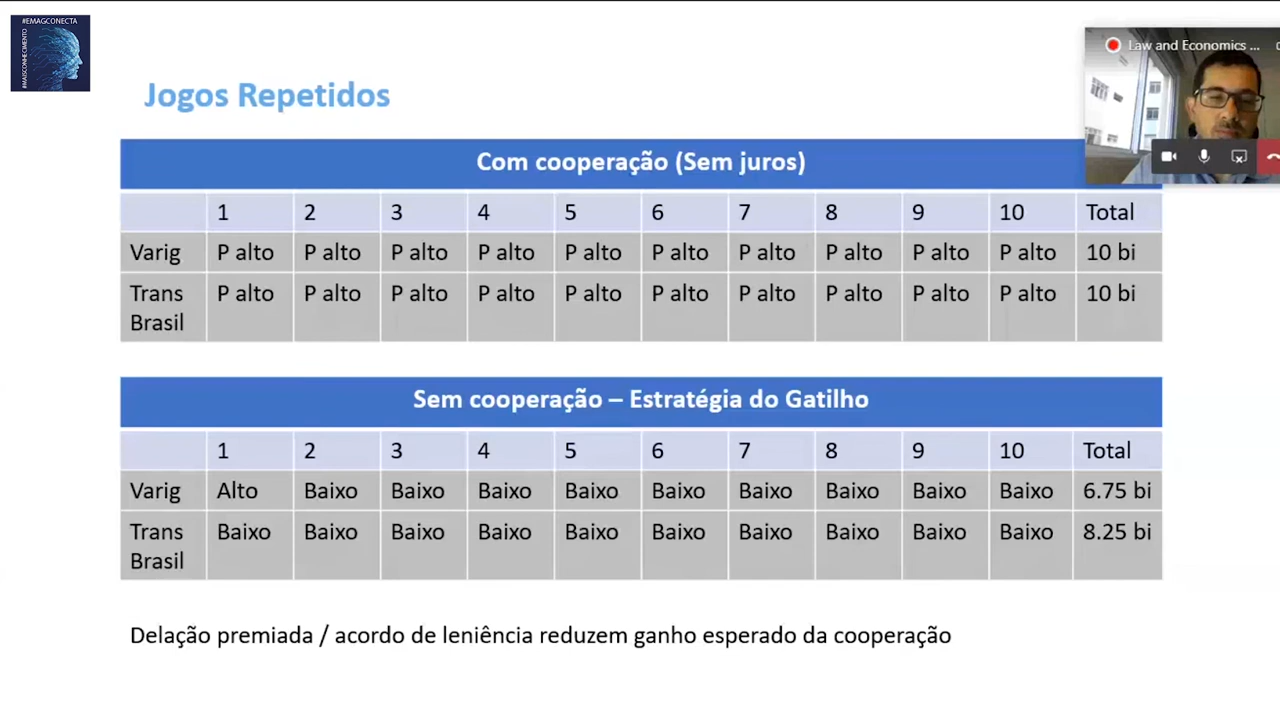 #EMAGCONECTA
#MAISCONHECIMENTO
Law and Economics ...
Jogos Repetidos
Com cooperação (Sem juros)
1 2 3 4 5 6 7 8 9 10 Total
Varig P alto P alto P alto P alto P alto P alto P alto P alto P alto P alto 10 bi
Trans P alto P alto P alto P alto P alto P alto P alto P alto P alto P alto 10 bi
Brasil
Sem cooperação – Estratégia do Gatilho
1 2 3 4 5 6 7 8 9 10 Total
Varig Alto Baixo Baixo Baixo Baixo Baixo Baixo Baixo Baixo Baixo 6.75 bi
Trans Baixo Baixo Baixo Baixo Baixo Baixo Baixo Baixo Baixo Baixo 8.25 bi
Brasil
Delação premiada / acordo de leniência reduzem ganho esperado da cooperação